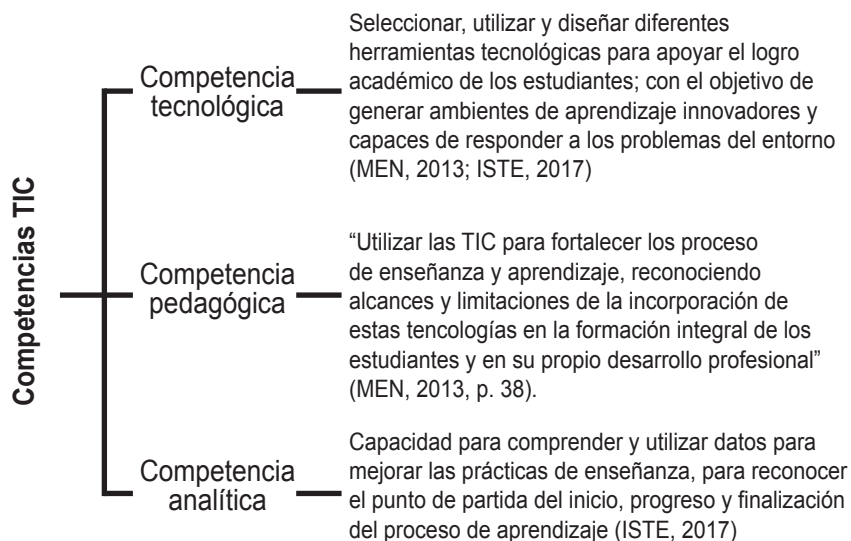 Competencias TIC
Competencia
tecnológica
Seleccionar, utilizar y diseñar diferentes
herramientas tecnológicas para apoyar el logro
académico de los estudiantes; con el objetivo de
generar ambientes de aprendizaje innovadores y
capaces de responder a los problemas del entorno
(MEN, 2013; ISTE, 2017)
Competencia
pedagógica
“Utilizar las TIC para fortalecer los proceso
de enseñanza y aprendizaje, reconociendo
alcances y limitaciones de la incorporación de
estas tencologías en la formación integral de los
estudiantes y en su propio desarrollo profesional”
(MEN, 2013, p. 38).
Competencia
analítica
Capacidad para comprender y utilizar datos para
mejorar las prácticas de enseñanza, para reconocer
el punto de partida del inicio, progreso y finalización
del proceso de aprendizaje (ISTE, 2017)